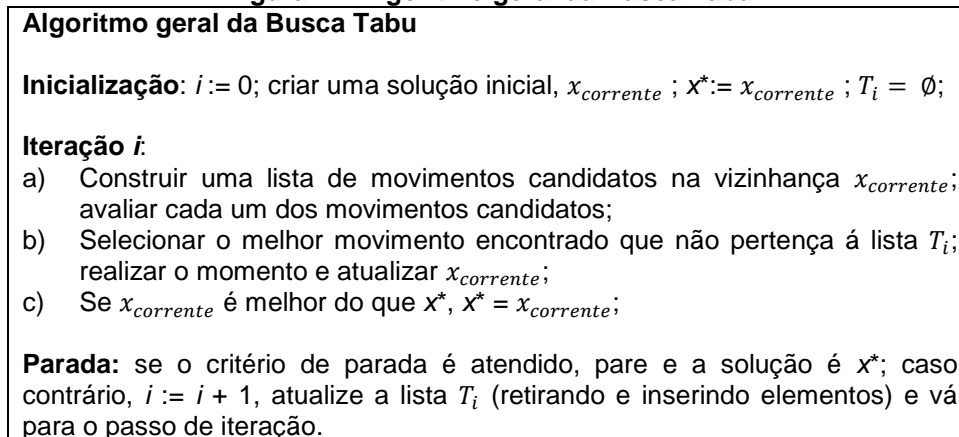 Algoritmo geral da Busca Tabu
Inicialização: i := 0; criar uma solução inicial, x_corrente ; x*:= x_corrente ; T_i = ∅;
Iteração i:
a) Construir uma lista de movimentos candidatos na vizinhança x_corrente;
avaliar cada um dos movimentos candidatos;
b) Selecionar o melhor movimento encontrado que não pertença á lista T_i;
realizar o momento e atualizar x_corrente;
c) Se x_corrente é melhor do que x*, x* = x_corrente;
Parada: se o critério de parada é atendido, pare e a solução é x*; caso
contrário, i := i + 1, atualize a lista T_i (retirando e inserindo elementos) e vá
para o passo de iteração.